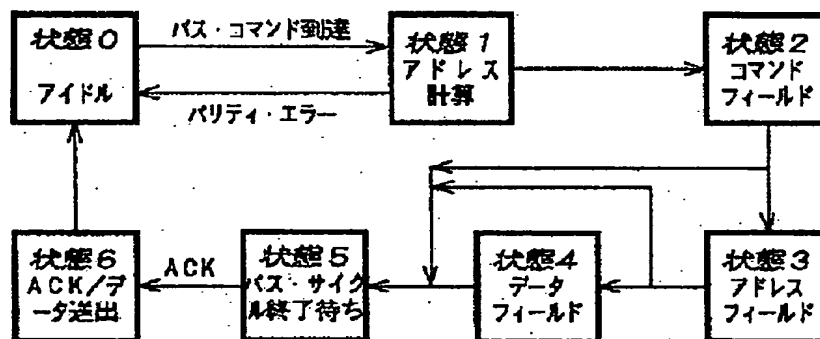 状態0
アイドル
バス・コマンド到達
パリティ・エラー
状態1
アドレス
計算
状態2
コマンド
フィールド
状態6
ACK/デ
ータ送出
ACK
状態5
バス・サイク
ル終了待ち
状態4
データ
フィールド
状態3
アドレス
フィールド